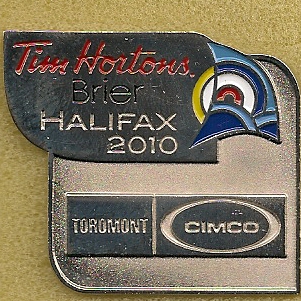 Tim Hortons
Brier
HALIFAX
2010
TOROMONT CIMCO